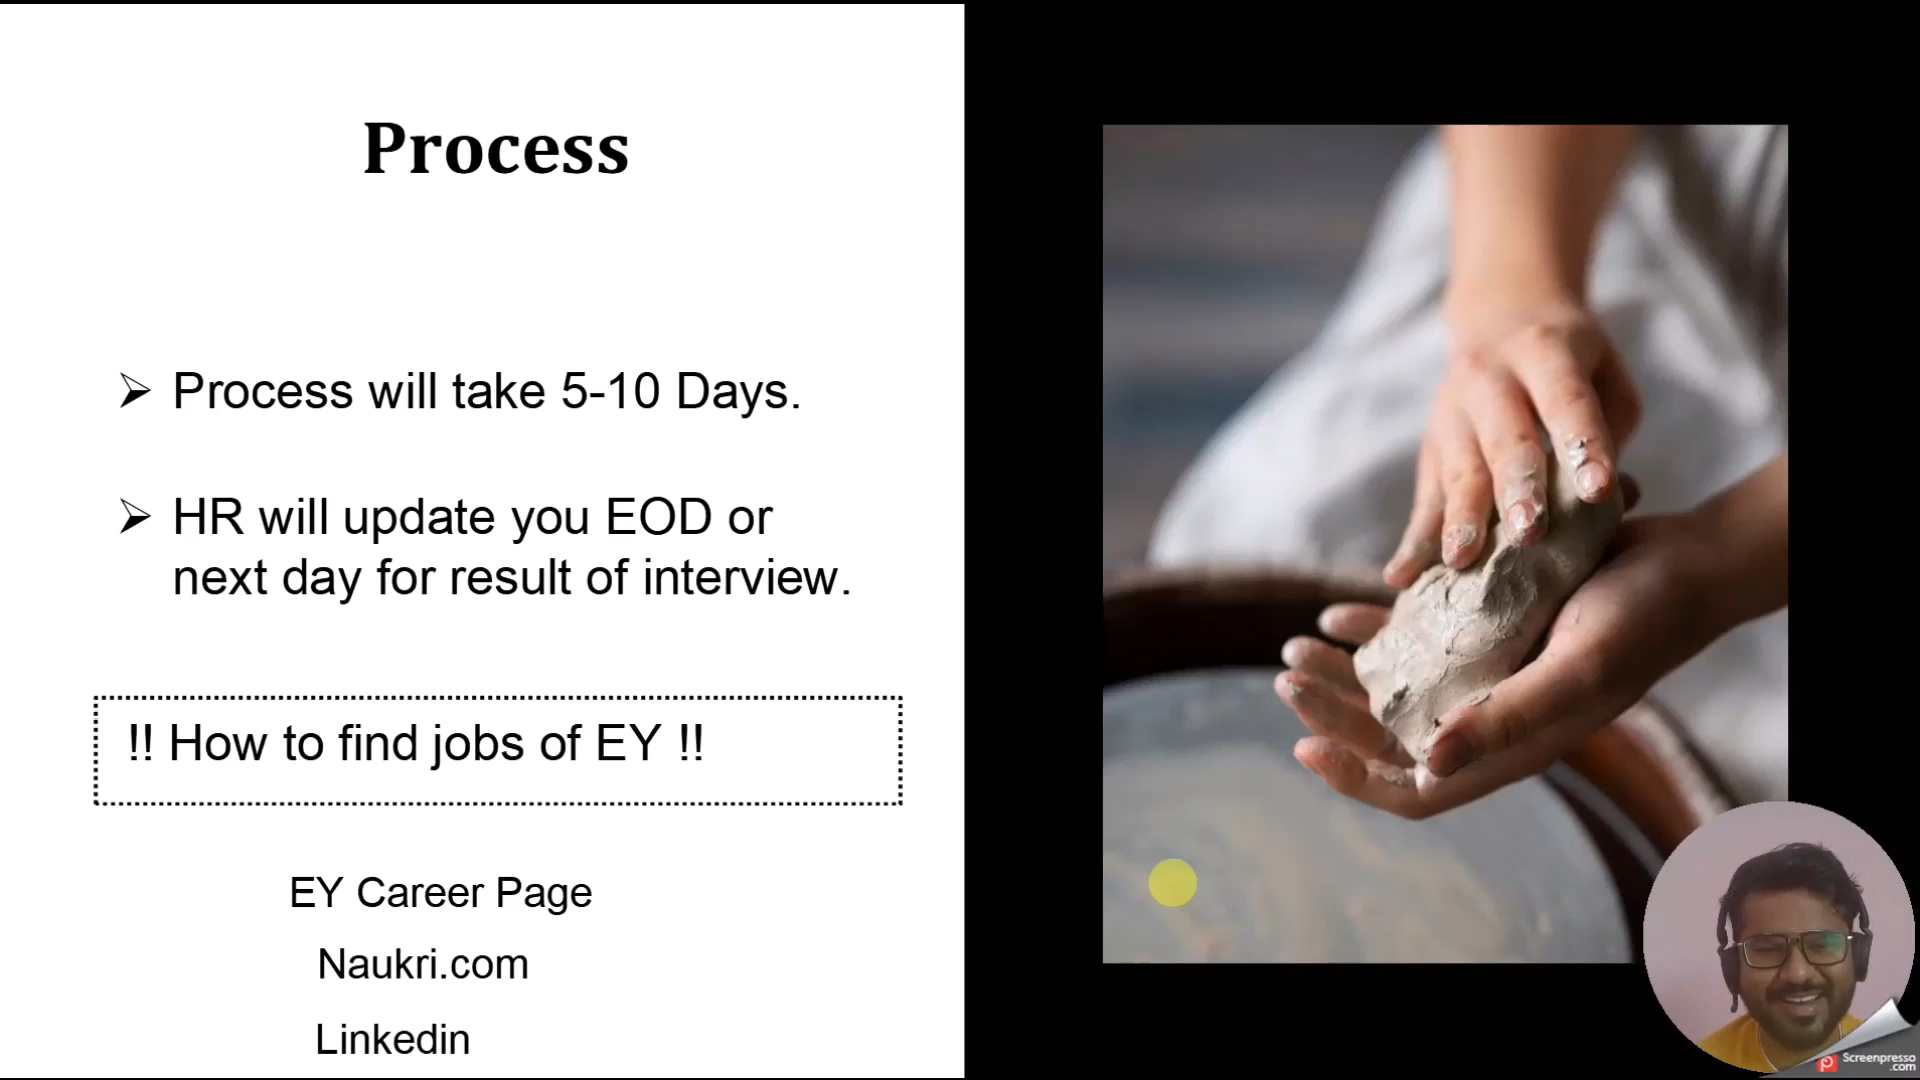 Process
Process will take 5-10 Days.
HR will update you EOD or
next day for result of interview.
!! How to find jobs of EY !!
EY Career Page
Naukri.com
Linkedin
Screenpresso
.com